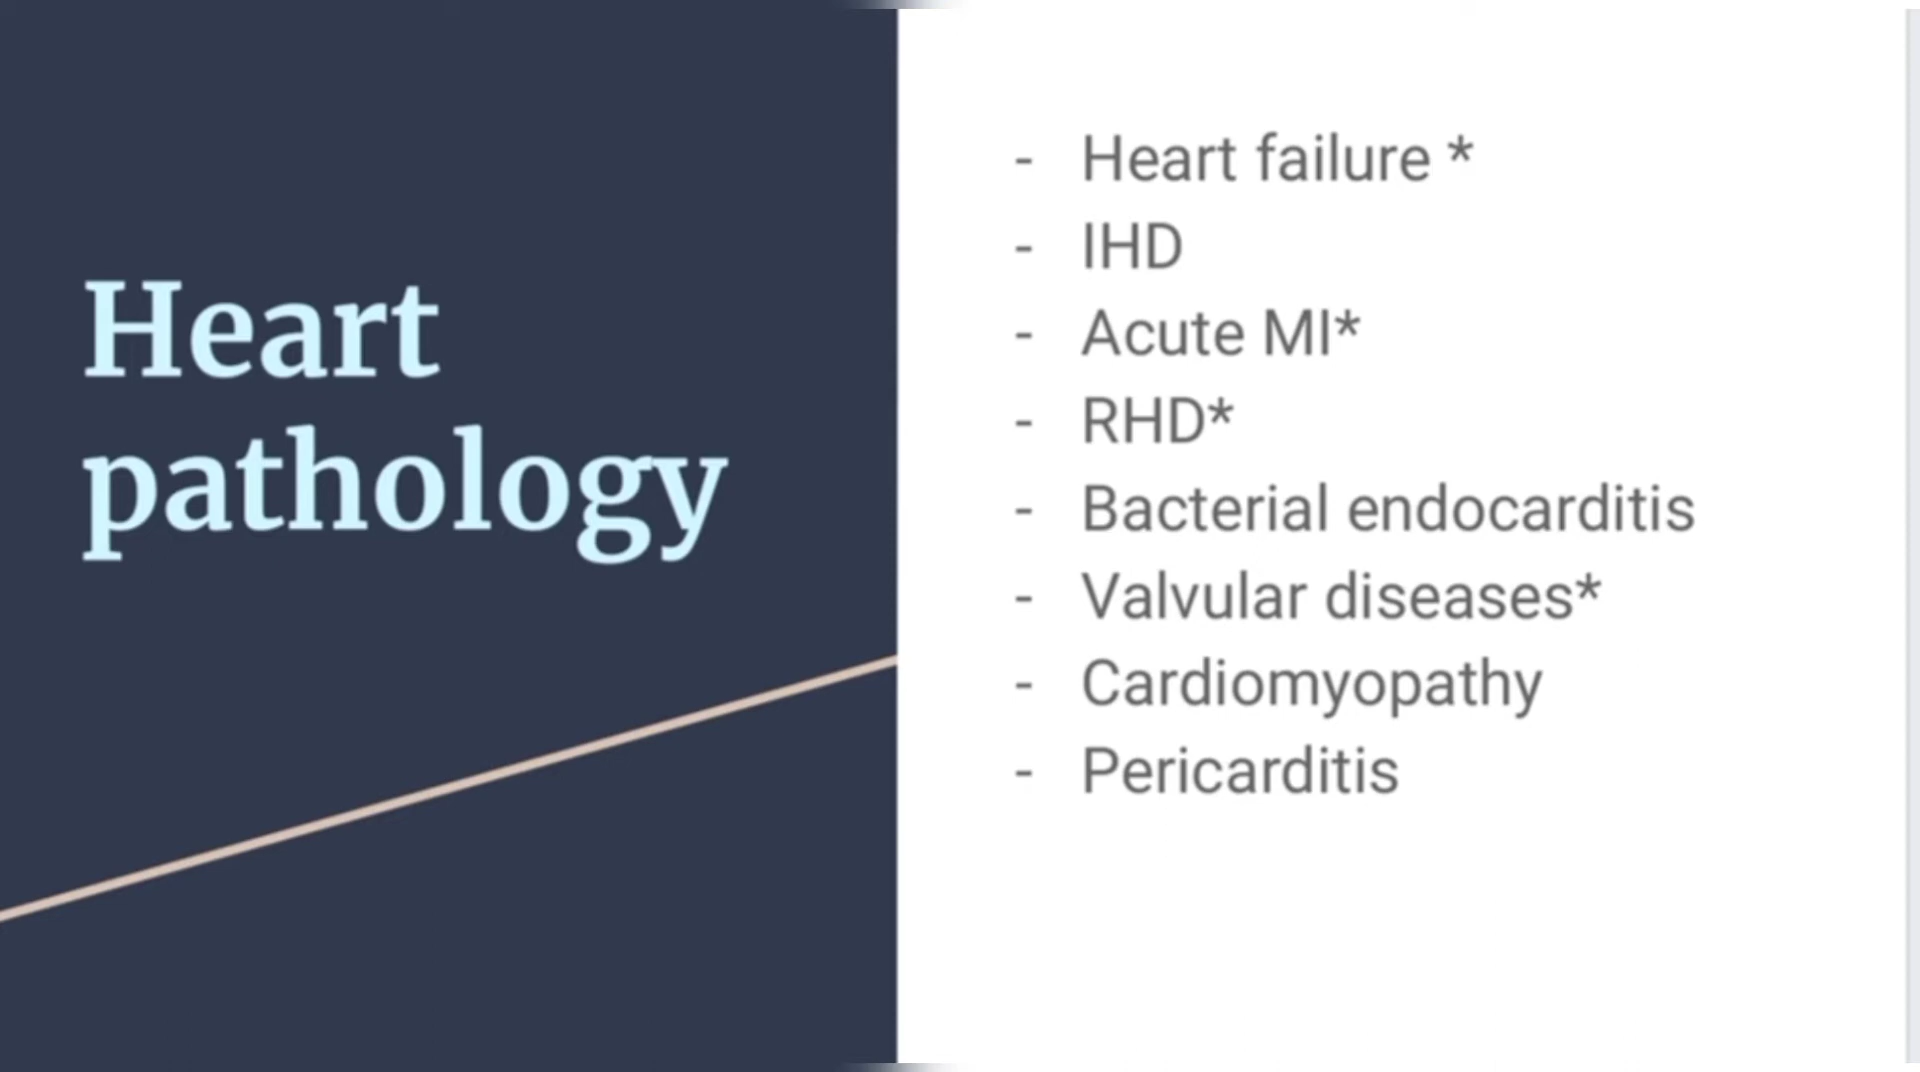 Heart
pathology
- Heart failure *
- IHD
- Acute MI*
- RHD*
- Bacterial endocarditis
- Valvular diseases*
- Cardiomyopathy
- Pericarditis